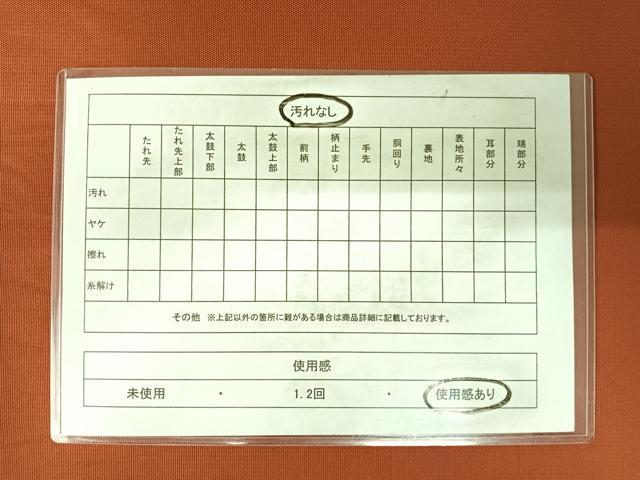 汚れなし
たれ先 たれ先上部 太鼓下部 太鼓 太鼓上部 前柄 柄止まり 手先 胴回り 裏地 表地所々 耳部分 端部分
汚れ
ヤケ
擦れ
糸解け
その他 ※上記以外の箇所に難がある場合は商品詳細に記載しております。
使用感
未使用 ・ 1.2回 ・ 使用感あり